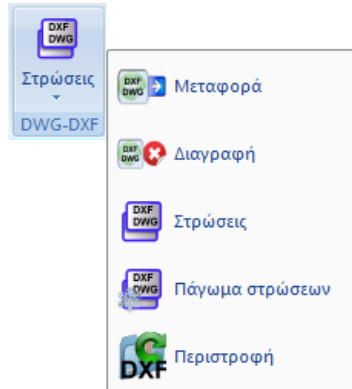 DXF
DWG
Στρώσεις
DWG-DXF
DXF
DWG
Μεταφορά
DXF
DWG
Διαγραφή
DXF
DWG
Στρώσεις
DXF
DWG
Πάγωμα στρώσεων
DXF
Περιστροφή